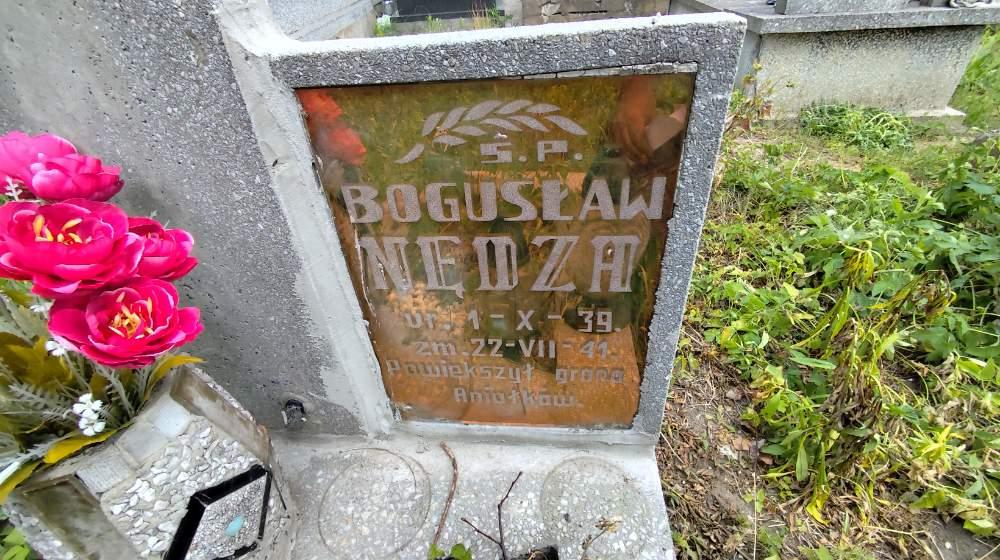 Ś.P.
BOGUSŁAW
NĘDZA
ur. 1-X-39.
zm. 22-VII-41.
Powiększył grono
Aniołków.